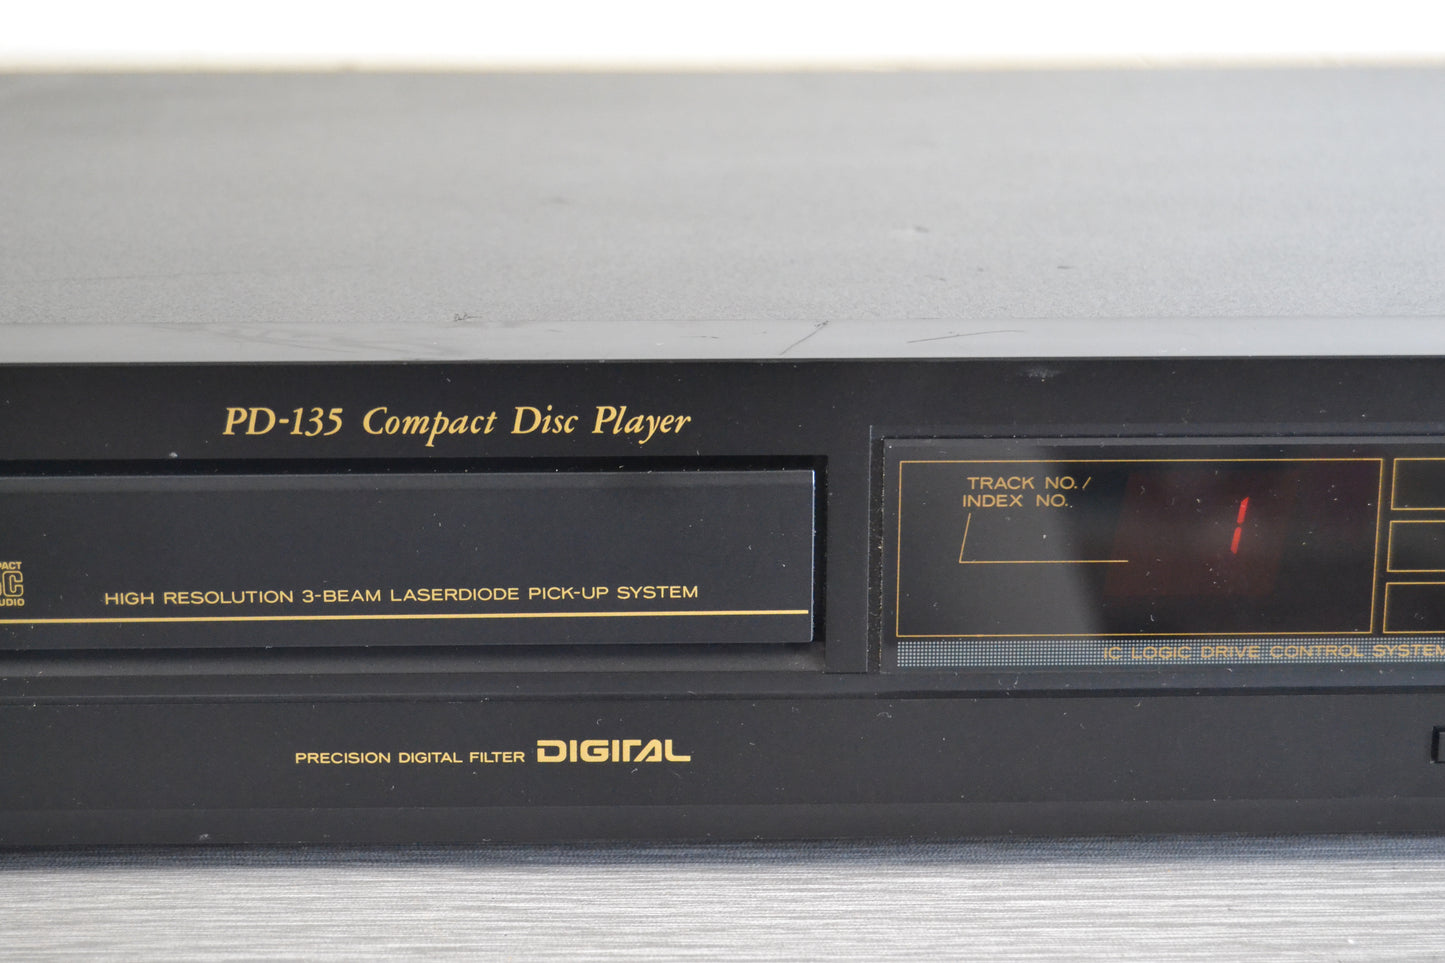 PD-135 Compact Disc Player
TRACK NO./
INDEX NO.
1
HIGH RESOLUTION 3-BEAM LASERDIODE PICK-UP SYSTEM
IC LOGIC DRIVE CONTROL SYSTEM
PRECISION DIGITAL FILTER DIGITAL